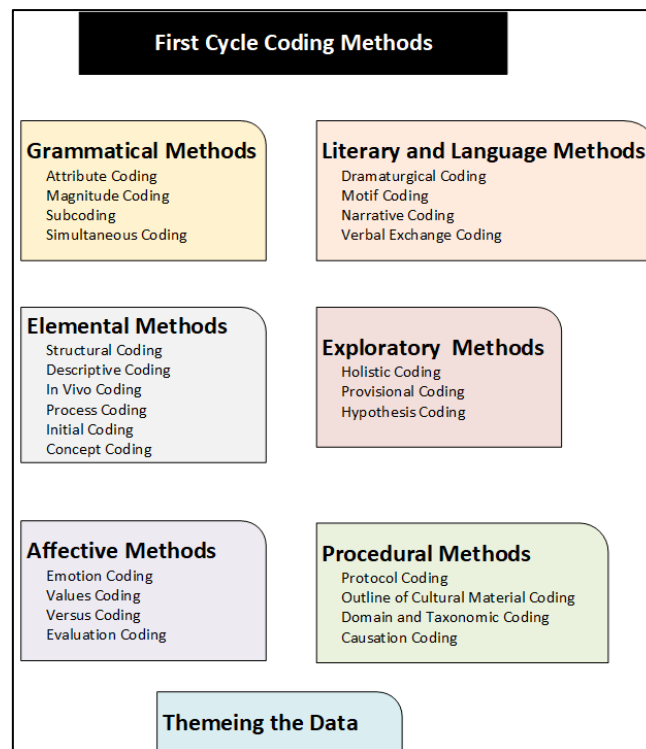 First Cycle Coding Methods
Grammatical Methods
Attribute Coding
Magnitude Coding
Subcoding
Simultaneous Coding
Literary and Language Methods
Dramaturgical Coding
Motif Coding
Narrative Coding
Verbal Exchange Coding
Elemental Methods
Structural Coding
Descriptive Coding
In Vivo Coding
Process Coding
Initial Coding
Concept Coding
Exploratory Methods
Holistic Coding
Provisional Coding
Hypothesis Coding
Affective Methods
Emotion Coding
Values Coding
Versus Coding
Evaluation Coding
Procedural Methods
Protocol Coding
Outline of Cultural Material Coding
Domain and Taxonomic Coding
Causation Coding
Themeing the Data